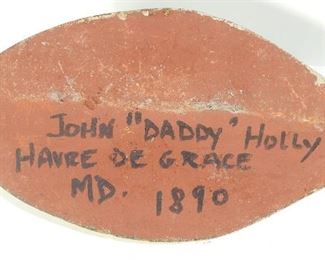 JOHN "DADDY" HOLLY
HAVRE DE GRACE
MD. 1890